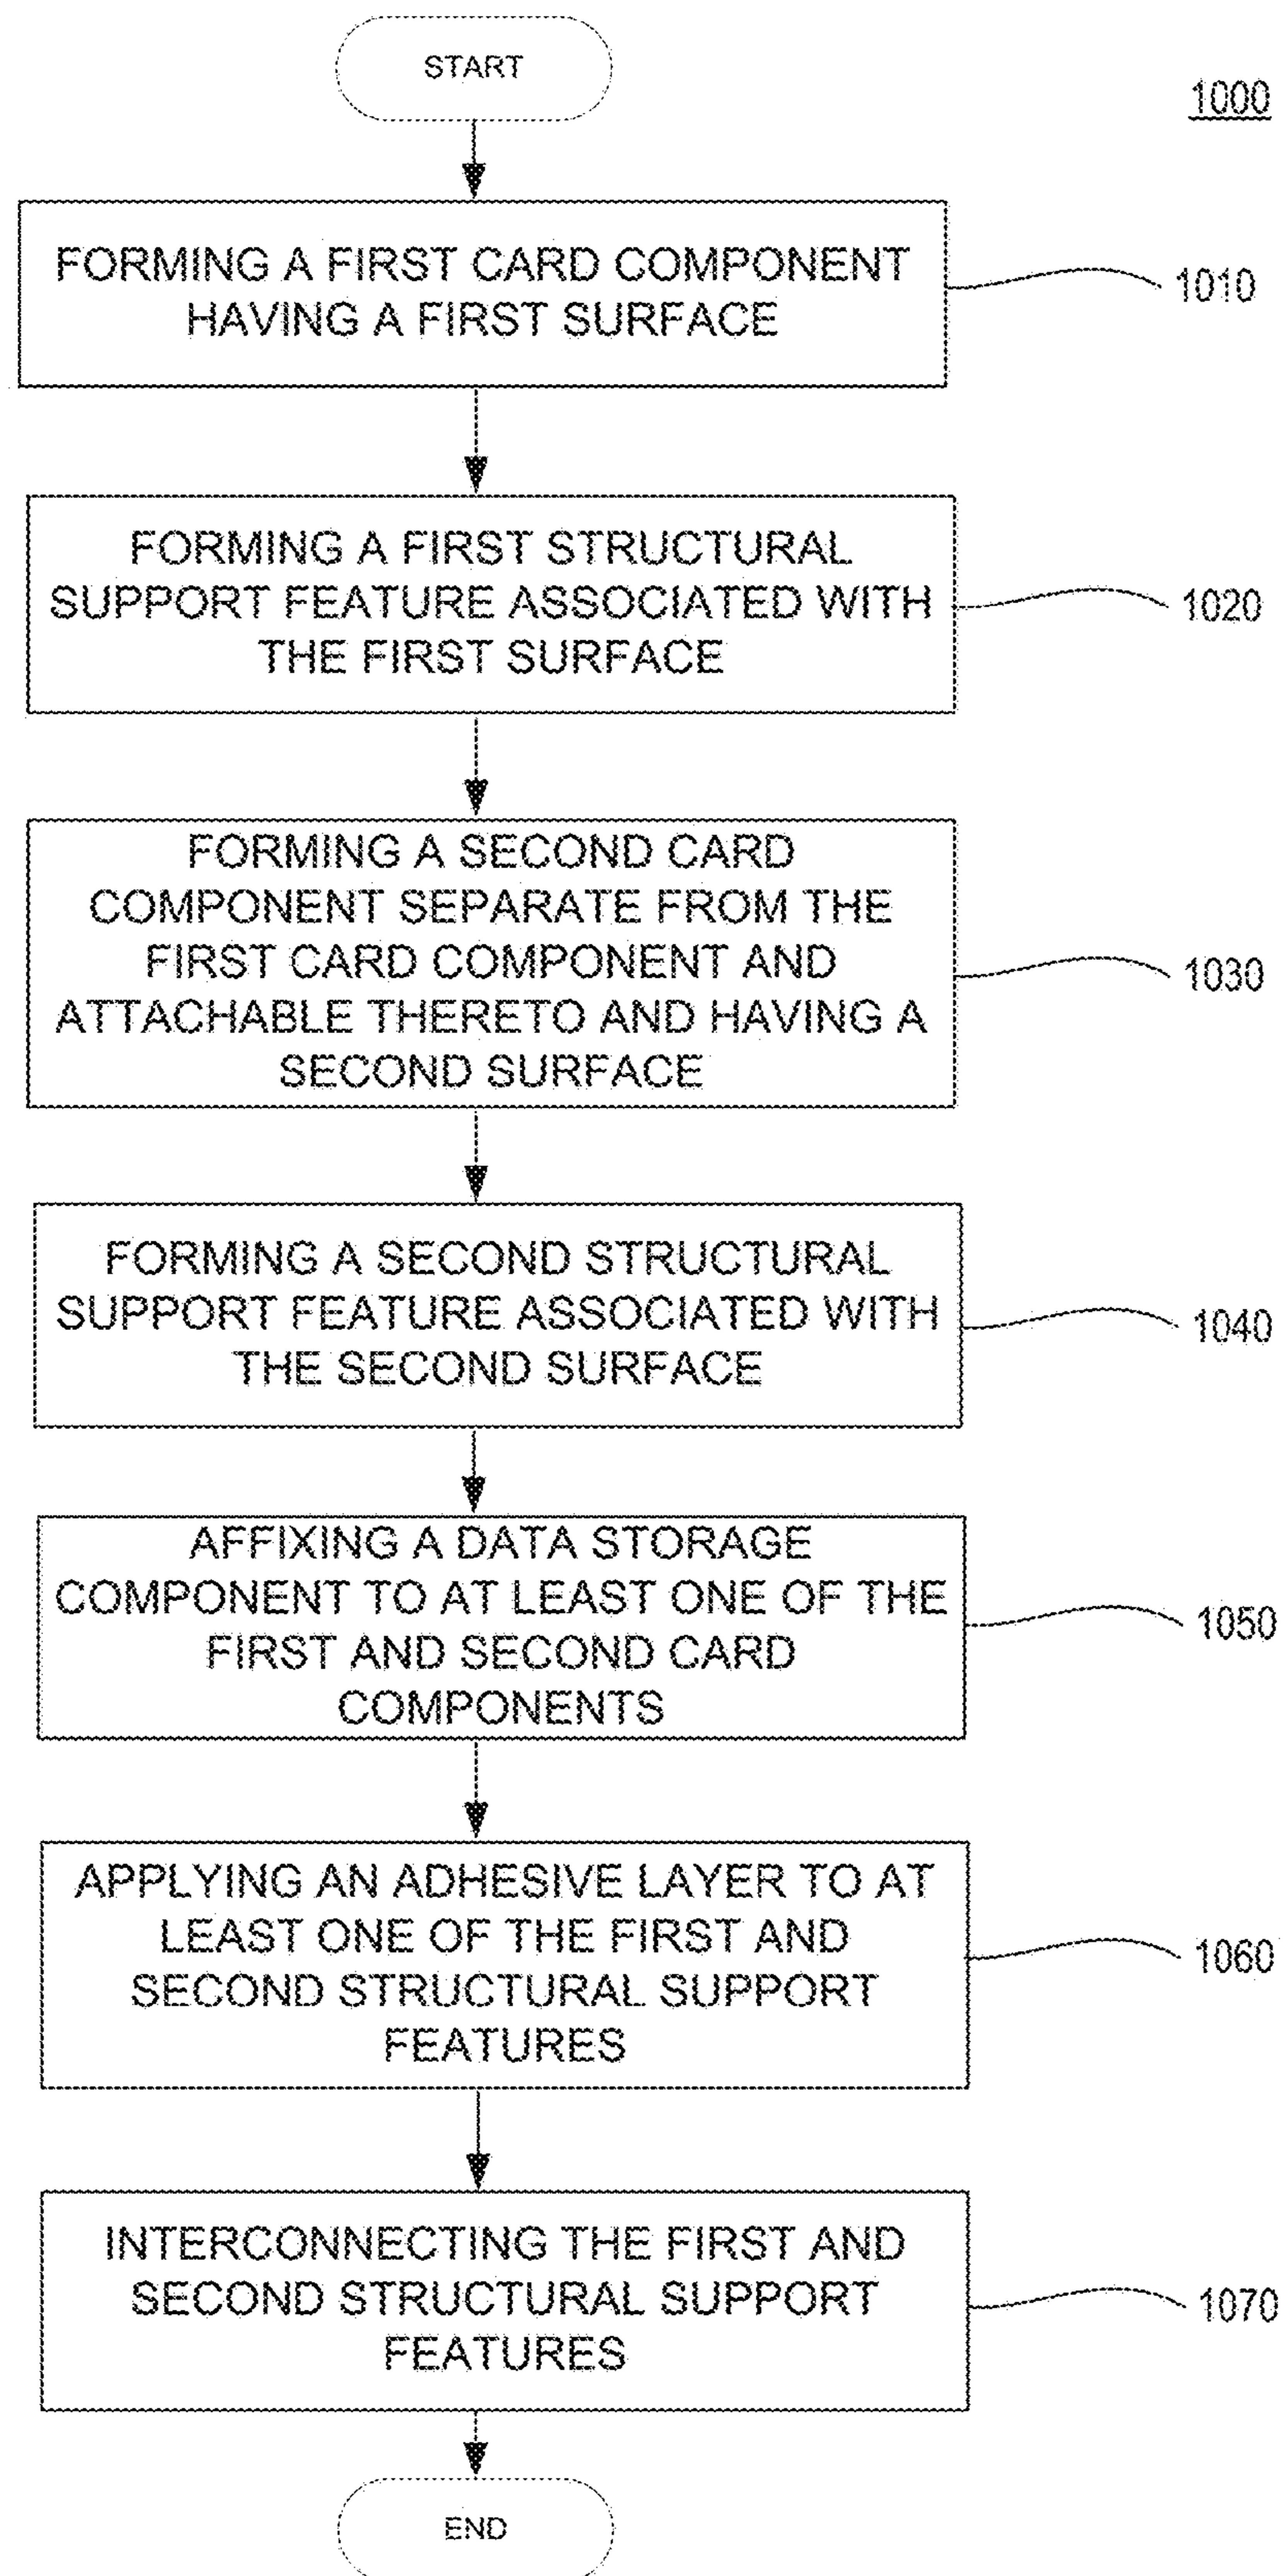 START
1000
FORMING A FIRST CARD COMPONENT
HAVING A FIRST SURFACE
1010
FORMING A FIRST STRUCTURAL
SUPPORT FEATURE ASSOCIATED WITH
THE FIRST SURFACE
1020
FORMING A SECOND CARD
COMPONENT SEPARATE FROM THE
FIRST CARD COMPONENT AND
ATTACHABLE THERETO AND HAVING A
SECOND SURFACE
1030
FORMING A SECOND STRUCTURAL
SUPPORT FEATURE ASSOCIATED WITH
THE SECOND SURFACE
1040
AFFIXING A DATA STORAGE
COMPONENT TO AT LEAST ONE OF THE
FIRST AND SECOND CARD
COMPONENTS
1050
APPLYING AN ADHESIVE LAYER TO AT
LEAST ONE OF THE FIRST AND
SECOND STRUCTURAL SUPPORT
FEATURES
1060
INTERCONNECTING THE FIRST AND
SECOND STRUCTURAL SUPPORT
FEATURES
1070
END